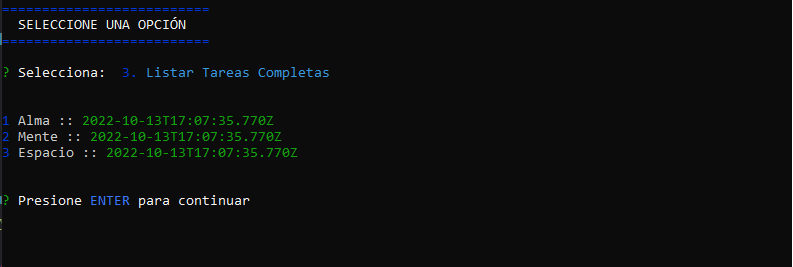 ==========================
SELECCIONE UNA OPCIÓN
==========================
? Selecciona: 3. Listar Tareas Completas
1 Alma :: 2022-10-13T17:07:35.770Z
2 Mente :: 2022-10-13T17:07:35.770Z
3 Espacio :: 2022-10-13T17:07:35.770Z
? Presione ENTER para continuar